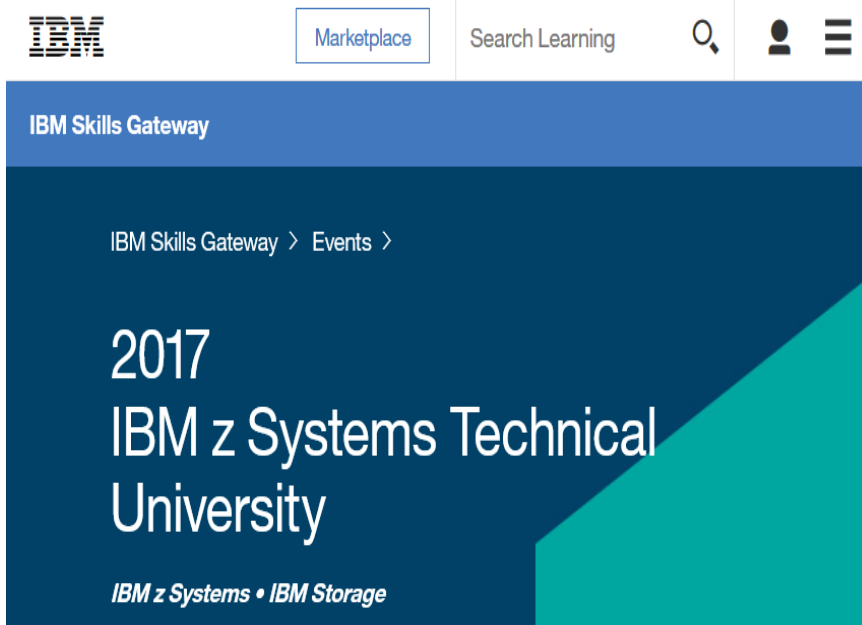 IBM
Marketplace
Search Learning
IBM Skills Gateway
IBM Skills Gateway > Events >
2017
IBM z Systems Technical
University
IBM z Systems • IBM Storage